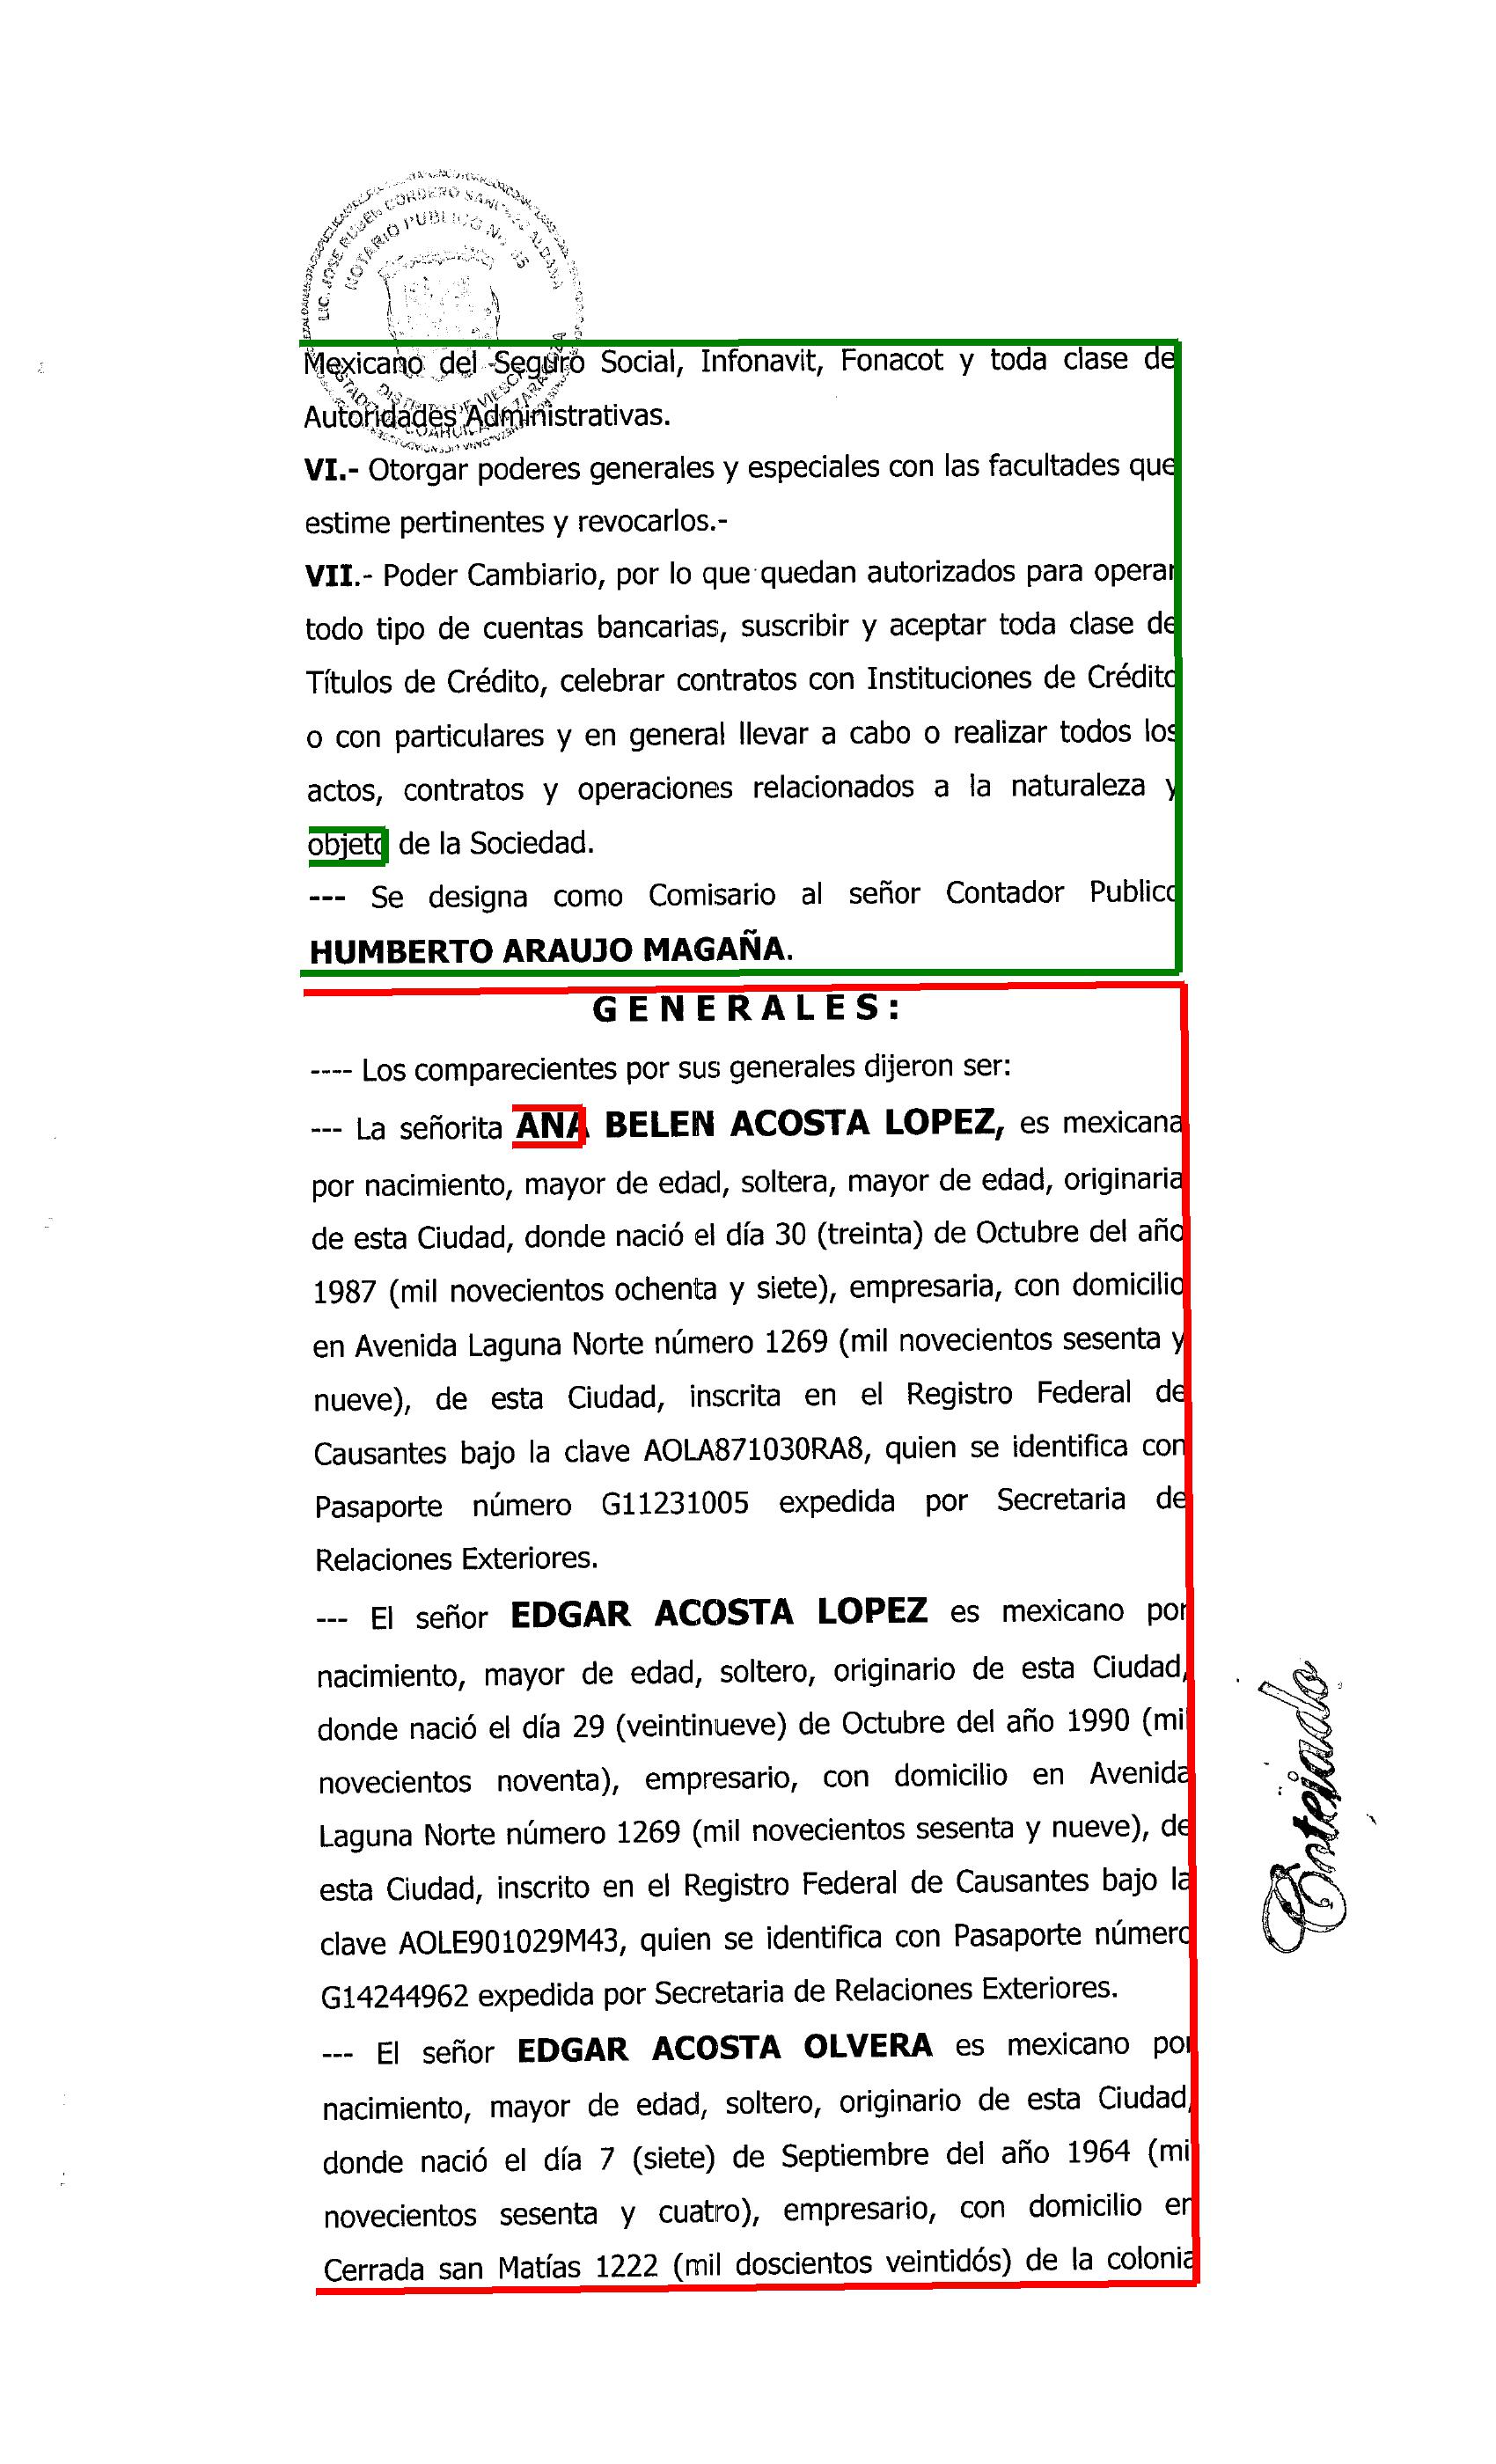 LIC. JOSE RUBEN CORDERO SANCHEZ ALDANA
NOTARIO PUBLICO No. 35
Mexicano del Seguro Social, Infonavit, Fonacot y toda clase de
Autoridades Administrativas.
VI.- Otorgar poderes generales y especiales con las facultades que
estime pertinentes y revocarlos.-
VII.- Poder Cambiario, por lo que quedan autorizados para operar
todo tipo de cuentas bancarias, suscribir y aceptar toda clase de
Títulos de Crédito, celebrar contratos con Instituciones de Crédito
o con particulares y en general llevar a cabo o realizar todos los
actos, contratos y operaciones relacionados a la naturaleza y
objeto de la Sociedad.
--- Se designa como Comisario al señor Contador Publico
HUMBERTO ARAUJO MAGAÑA.
G E N E R A L E S :
---- Los comparecientes por sus generales dijeron ser:
--- La señorita ANA BELEN ACOSTA LOPEZ, es mexicana
por nacimiento, mayor de edad, soltera, mayor de edad, originaria
de esta Ciudad, donde nació el día 30 (treinta) de Octubre del año
1987 (mil novecientos ochenta y siete), empresaria, con domicilio
en Avenida Laguna Norte número 1269 (mil novecientos sesenta y
nueve), de esta Ciudad, inscrita en el Registro Federal de
Causantes bajo la clave AOLA871030RA8, quien se identifica con
Pasaporte número G11231005 expedida por Secretaria de
Relaciones Exteriores.
--- El señor EDGAR ACOSTA LOPEZ es mexicano por
nacimiento, mayor de edad, soltero, originario de esta Ciudad,
donde nació el día 29 (veintinueve) de Octubre del año 1990 (mil
novecientos noventa), empresario, con domicilio en Avenida
Laguna Norte número 1269 (mil novecientos sesenta y nueve), de
esta Ciudad, inscrito en el Registro Federal de Causantes bajo la
clave AOLE901029M43, quien se identifica con Pasaporte número
G14244962 expedida por Secretaria de Relaciones Exteriores.
--- El señor EDGAR ACOSTA OLVERA es mexicano por
nacimiento, mayor de edad, soltero, originario de esta Ciudad,
donde nació el día 7 (siete) de Septiembre del año 1964 (mil
novecientos sesenta y cuatro), empresario, con domicilio en
Cerrada san Matías 1222 (mil doscientos veintidós) de la colonia
Cotejado